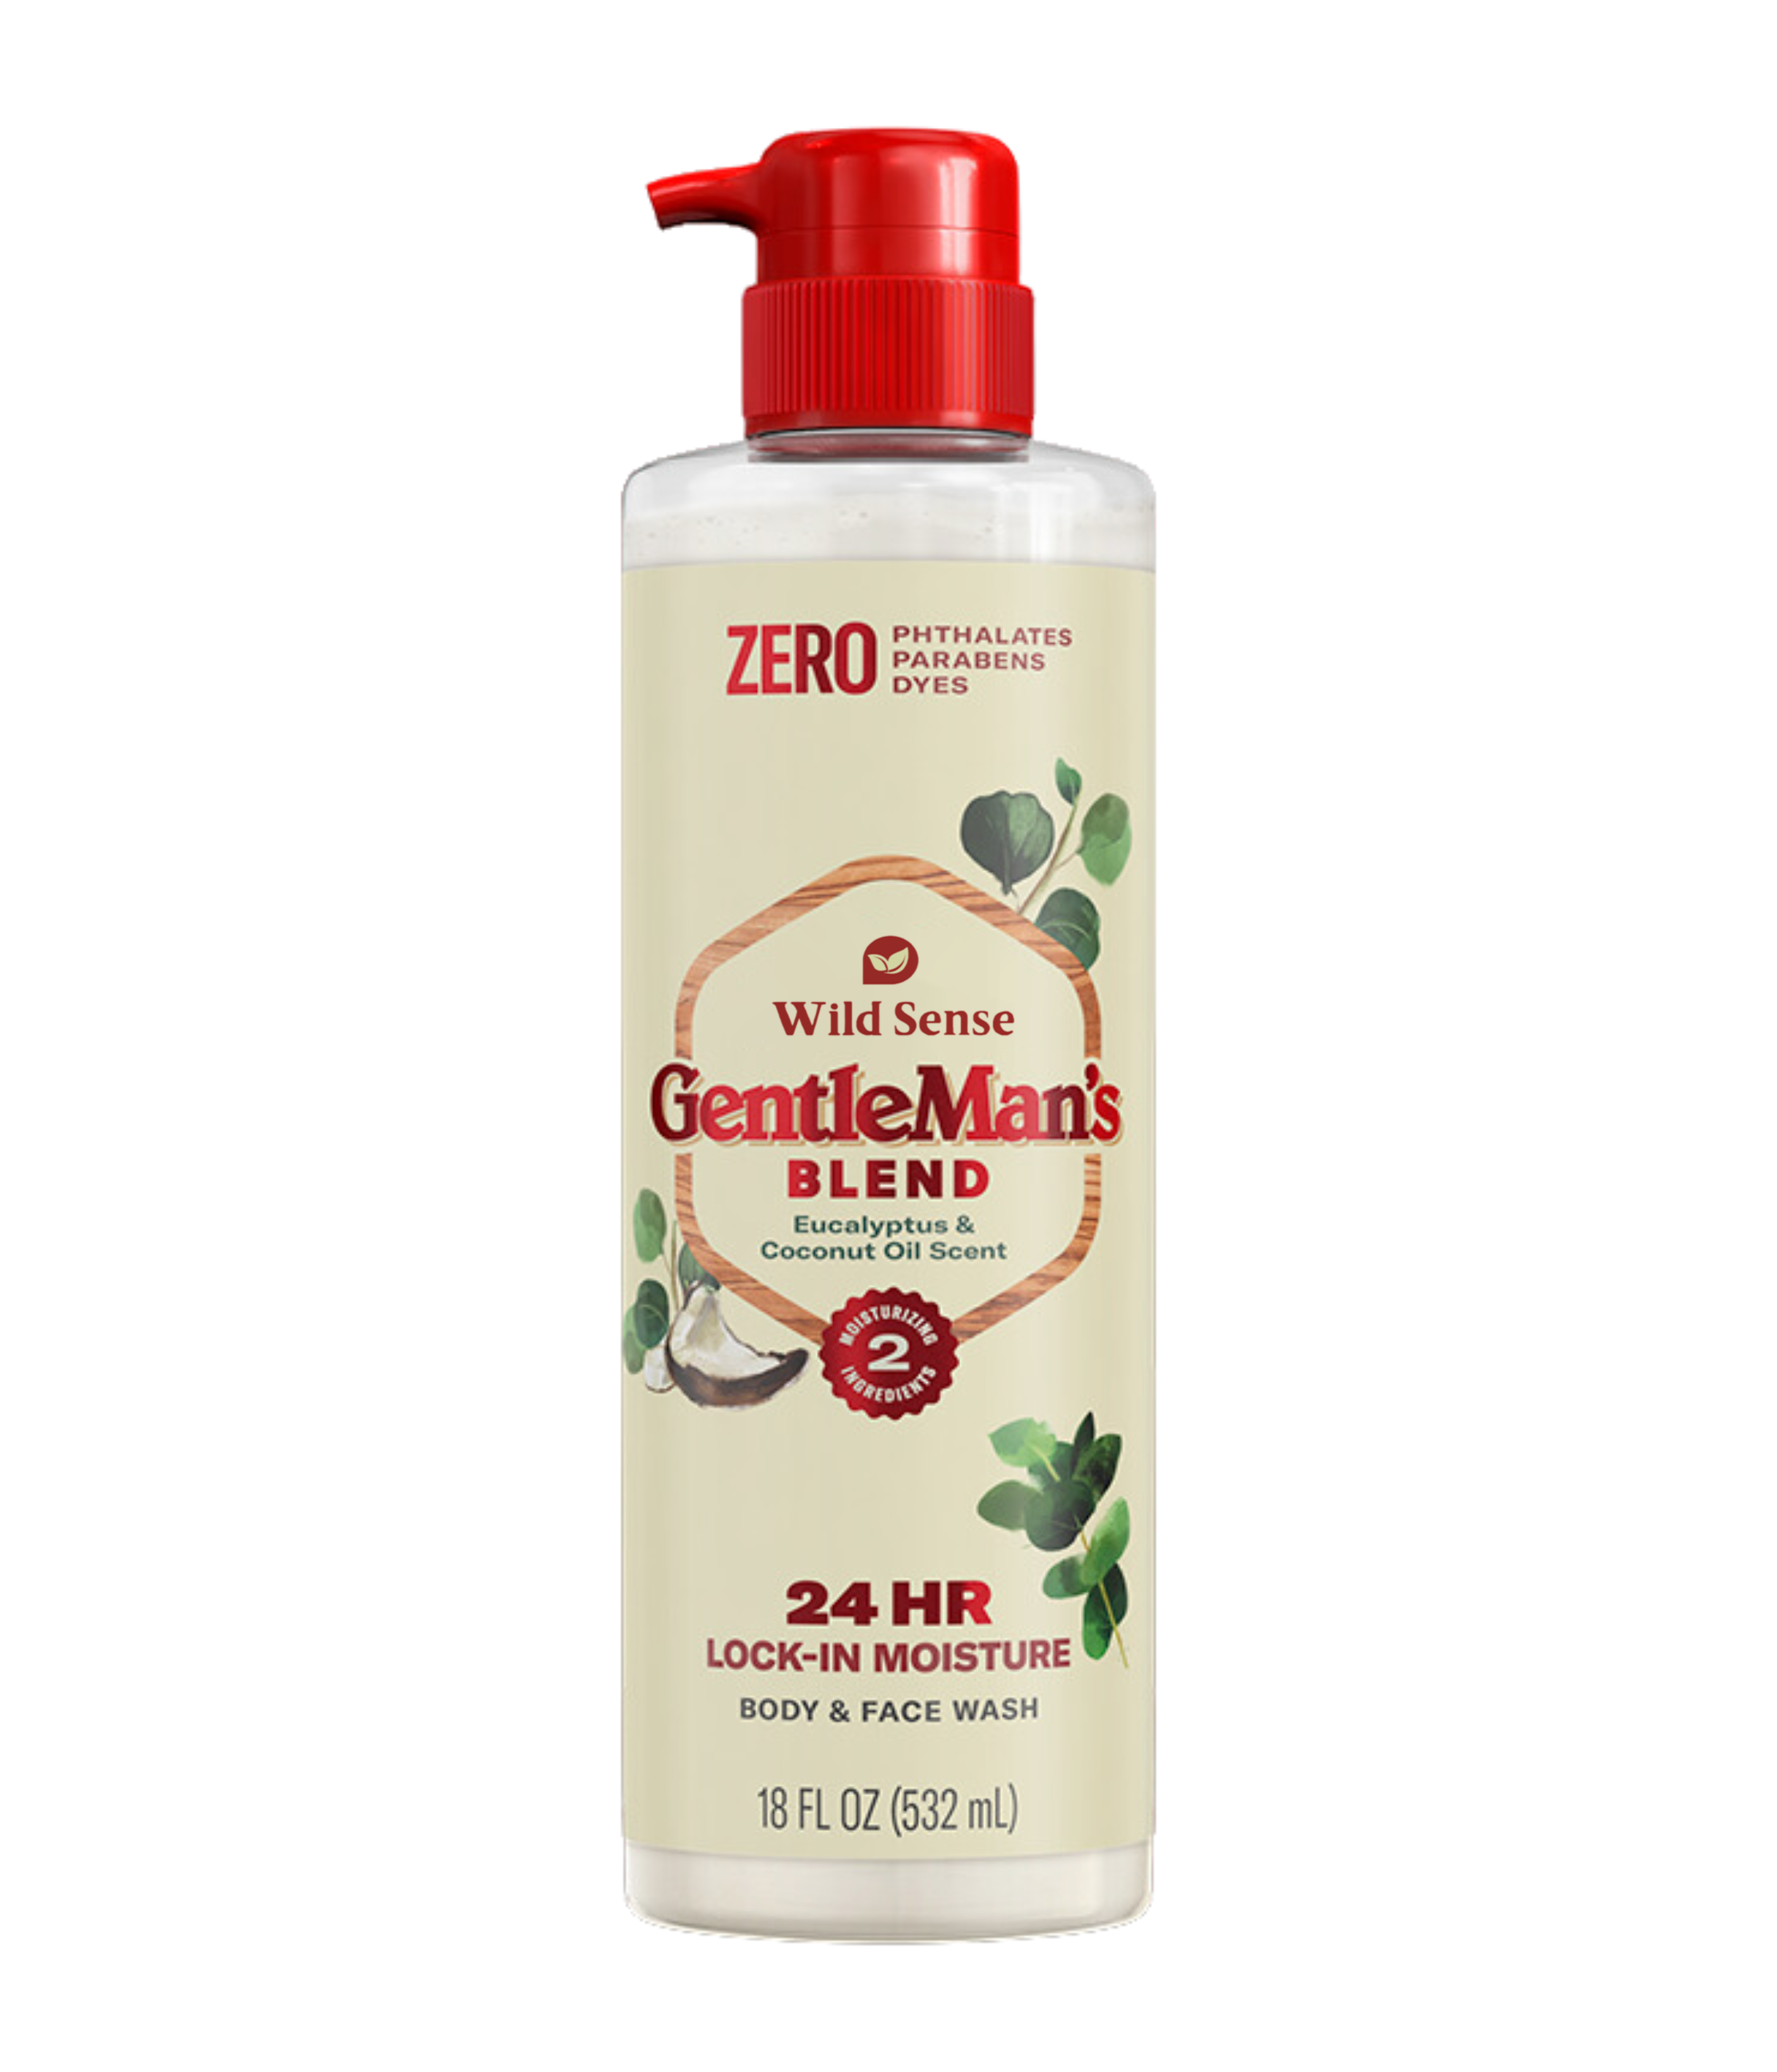 ZERO PHTHALATES
PARABENS
DYES
Wild Sense
GentleMan's
BLEND
Eucalyptus &
Coconut Oil Scent
MOISTURIZING
2
INGREDIENTS
24 HR
LOCK-IN MOISTURE
BODY & FACE WASH
18 FL OZ (532 mL)